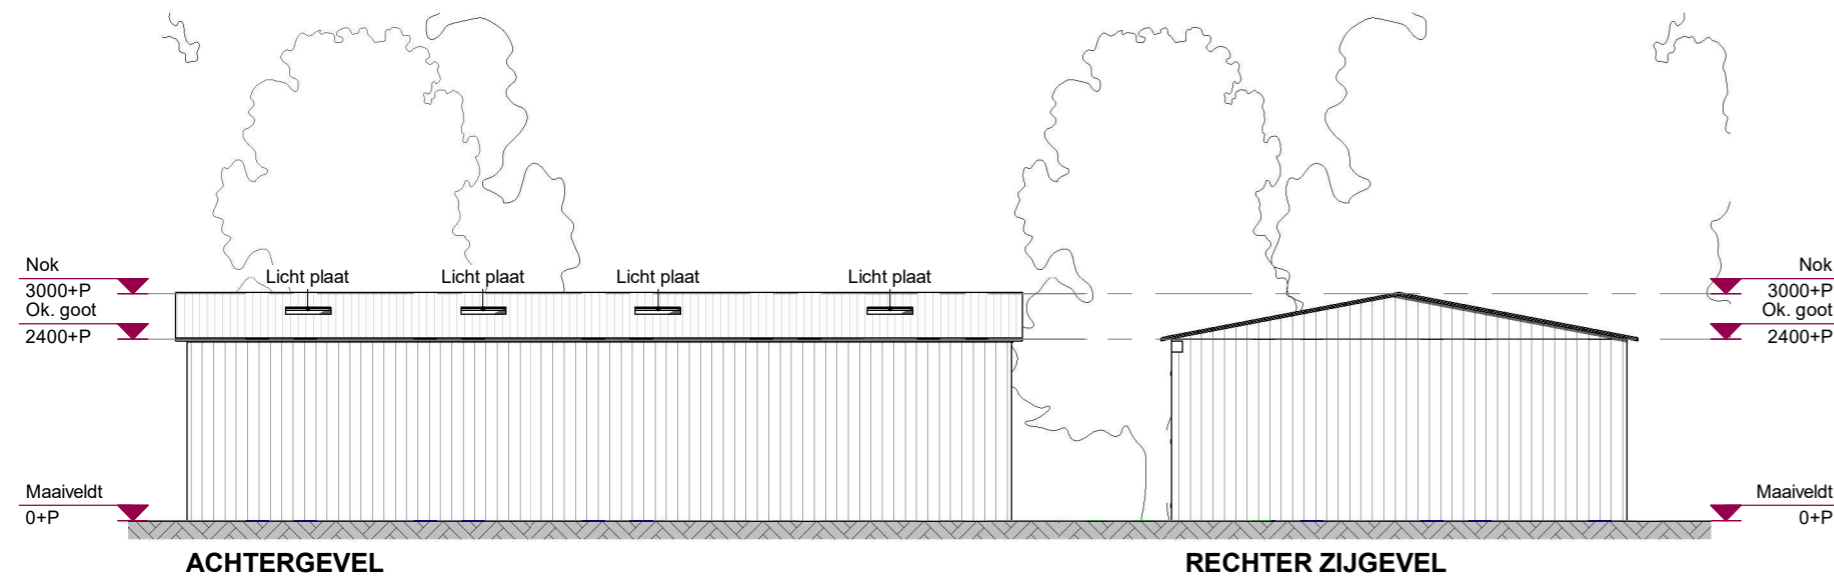 Nok
3000+P
Ok. goot
2400+P
Maaiveldt
0+P
Licht plaat
Licht plaat
Licht plaat
Licht plaat
Nok
3000+P
Ok. goot
2400+P
Maaiveldt
0+P
ACHTERGEVEL
RECHTER ZIJGEVEL